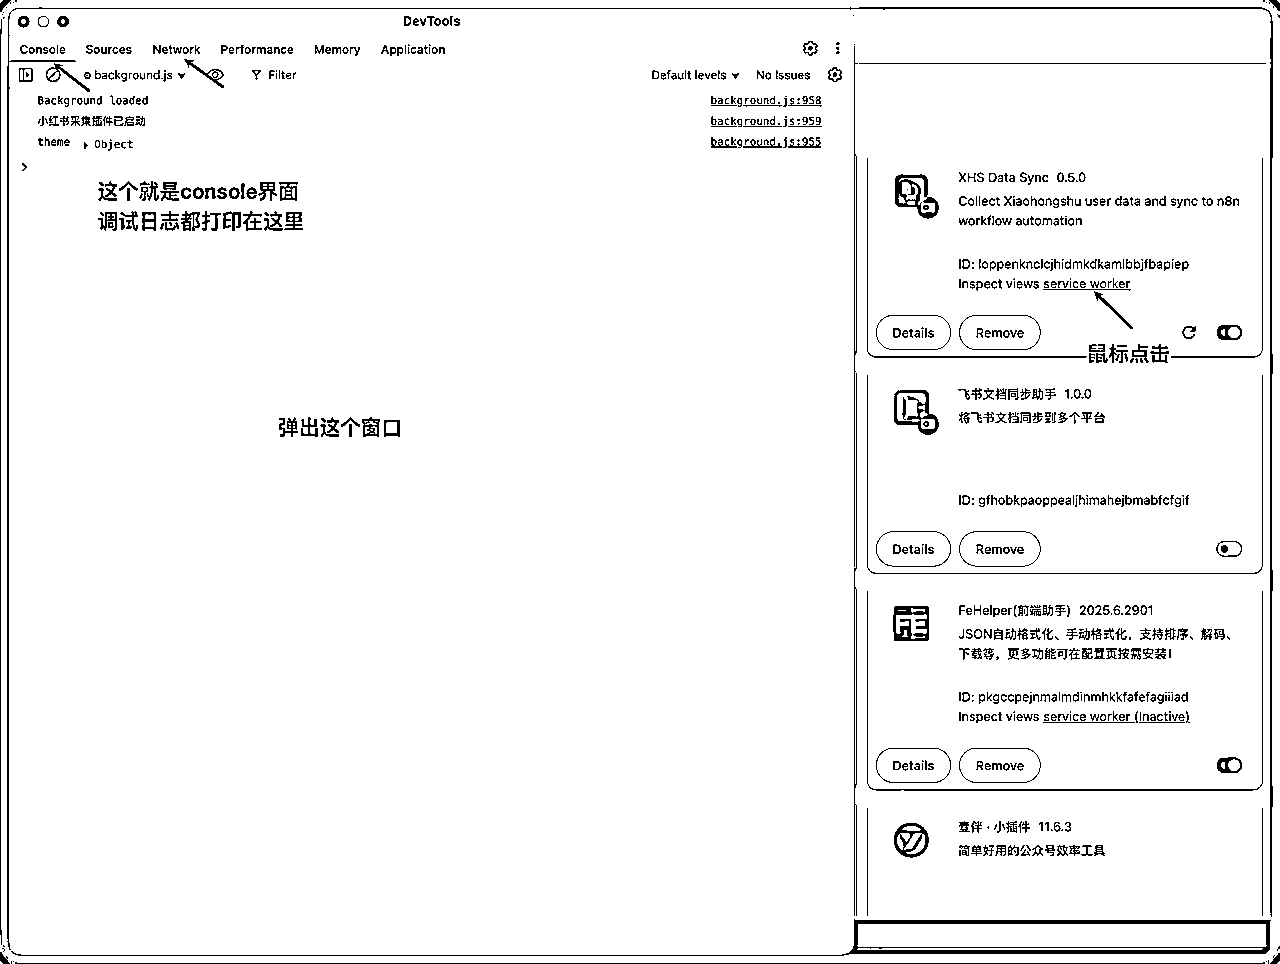 DevTools
Console Sources Network Performance Memory Application
background.js Filter Default levels No Issues
Background loaded background.js:958
小红书采集插件已启动 background.js:959
theme Object background.js:955
这个就是console界面
调试日志都打印在这里
弹出这个窗口
XHS Data Sync 0.5.0
Collect Xiaohongshu user data and sync to n8n
workflow automation
ID: loppenknclcjhidmkdkamlbbjfbapiep
Inspect views service worker
Details Remove
鼠标点击
飞书文档同步助手 1.0.0
将飞书文档同步到多个平台
ID: gfhobkpaoppealjhimahejbmabfcfgif
Details Remove
FeHelper(前端助手) 2025.6.2901
JSON自动格式化、手动格式化，支持排序、解码、
下载等，更多功能可在配置页按需安装！
ID: pkgccpejnmalmdinmhkkfafefagiiiad
Inspect views service worker (Inactive)
Details Remove
壹伴 · 小插件 11.6.3
简单好用的公众号效率工具